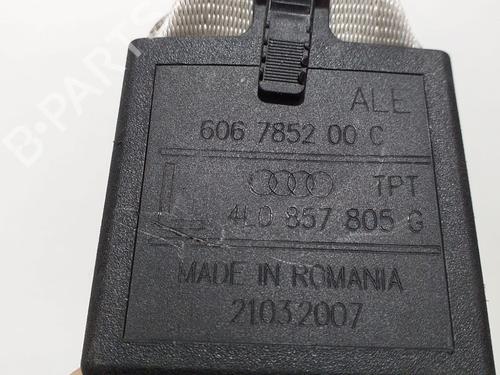 B-PARTS
ALE
606 7852 00 C
TPT
L 4L0 857 805 G
MADE IN ROMANIA
21032007